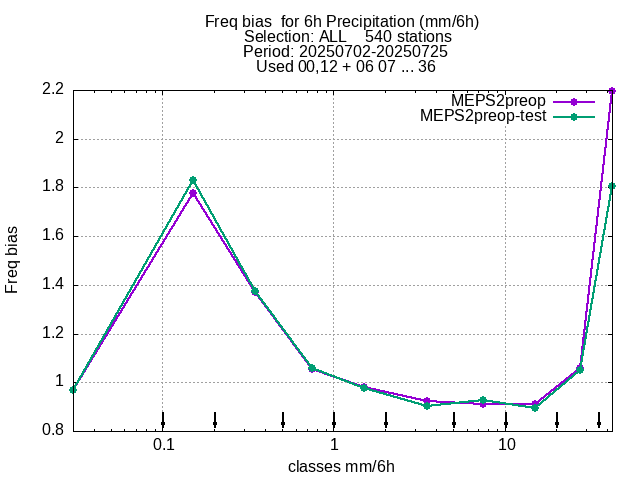 Freq bias  for 6h Precipitation (mm/6h)
Selection: ALL    540 stations
Period: 20250702-20250725
Used 00,12 + 06 07 ... 36
MEPS2preop
MEPS2preop-test
2.2
2
1.8
1.6
1.4
1.2
1
0.8
Freq bias
0.1 1 10
classes mm/6h